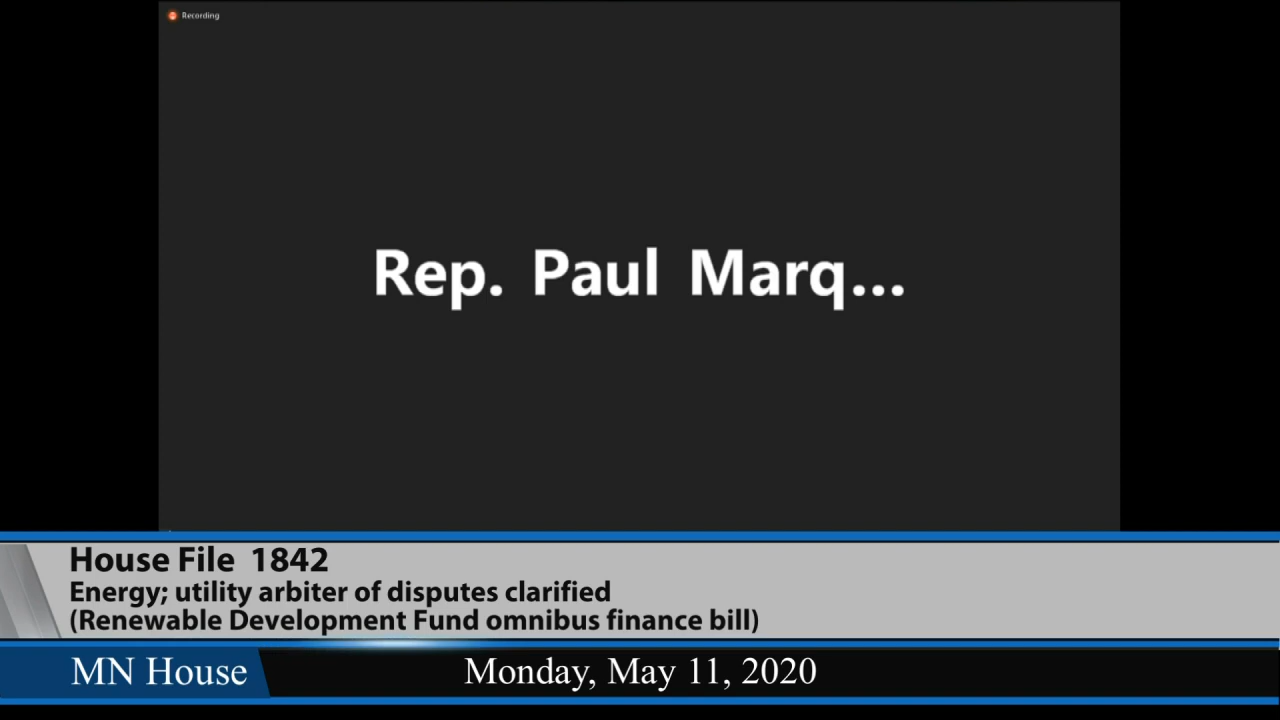 Recording
Rep. Paul Marq...
House File 1842
Energy; utility arbiter of disputes clarified
(Renewable Development Fund omnibus finance bill)
MN House
Monday, May 11, 2020